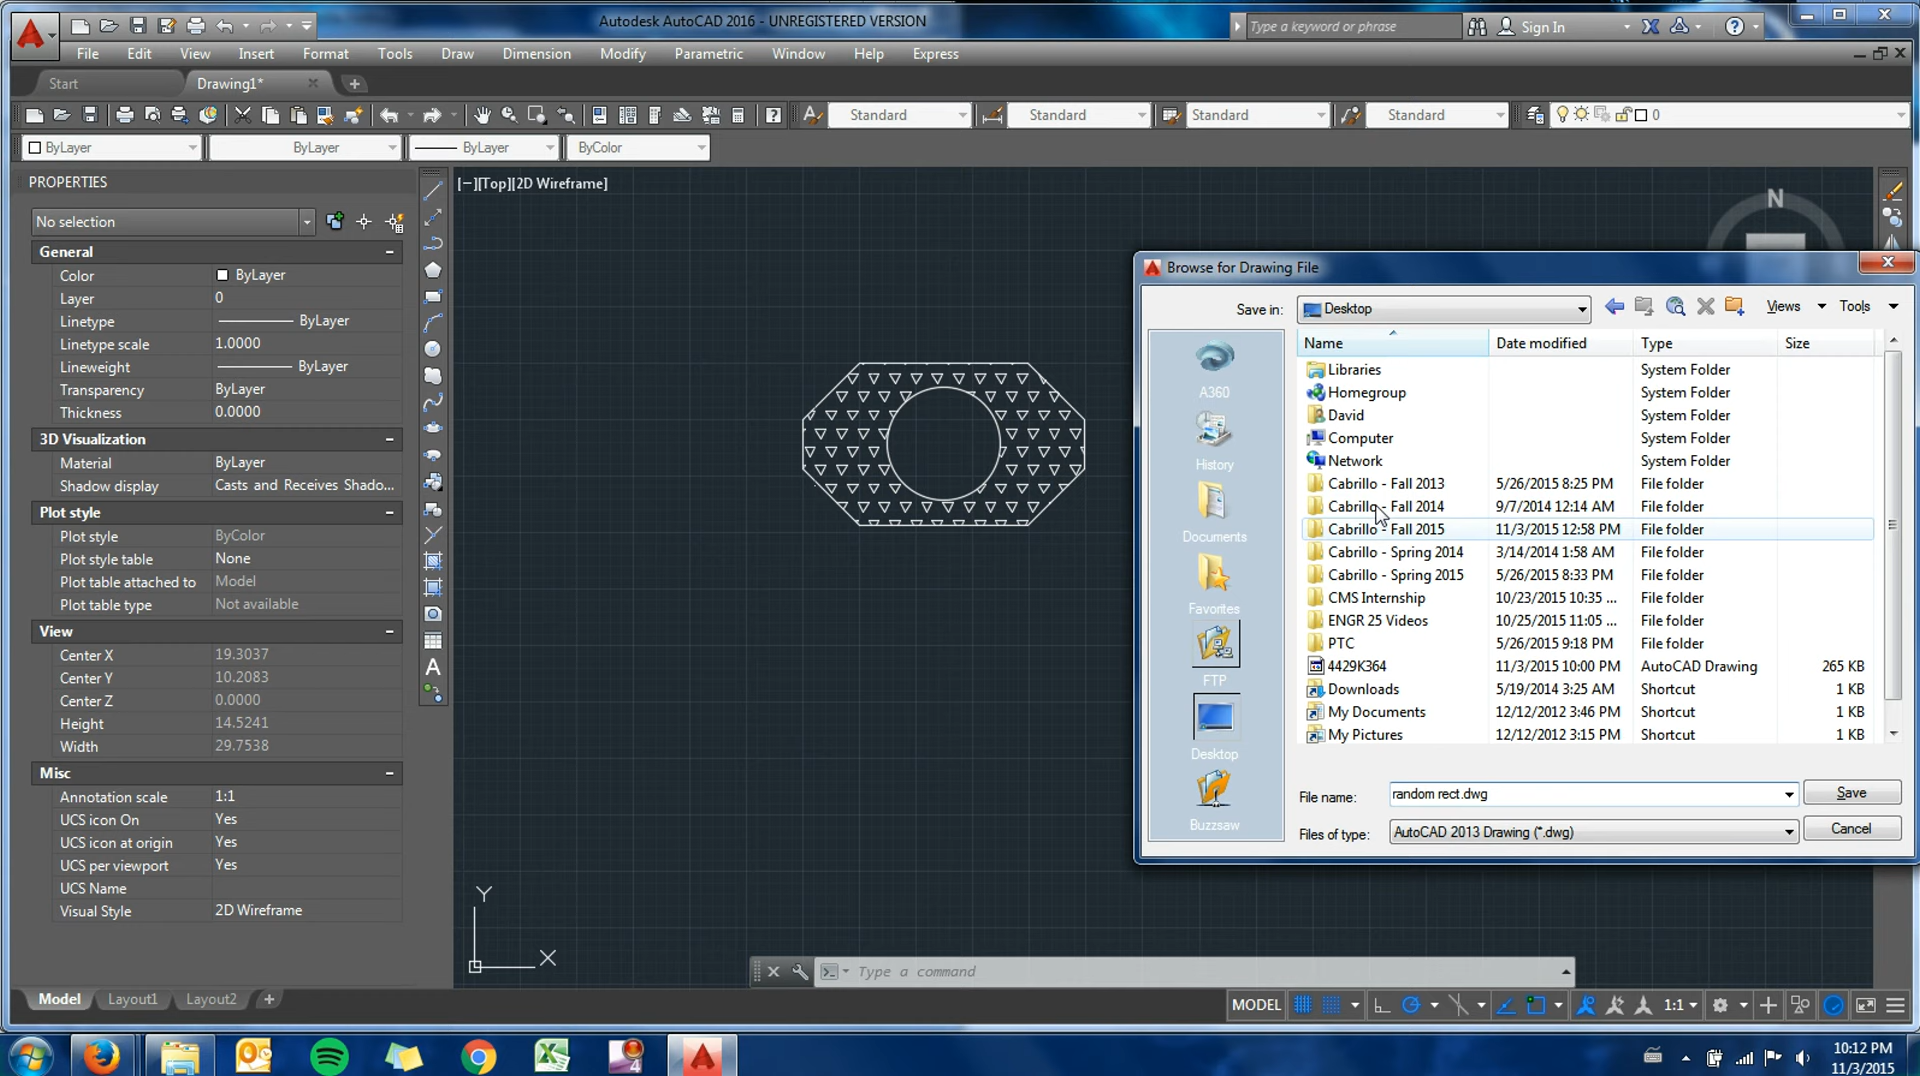 Autodesk AutoCAD 2016 - UNREGISTERED VERSION
Type a keyword or phrase
Sign In
File Edit View Insert Format Tools Draw Dimension Modify Parametric Window Help Express
Start
Drawing1*
Standard Standard Standard Standard 0
ByLayer ByLayer ByLayer ByColor
PROPERTIES
No selection
General
Color ByLayer
Layer 0
Linetype ByLayer
Linetype scale 1.0000
Lineweight ByLayer
Transparency ByLayer
Thickness 0.0000
3D Visualization
Material ByLayer
Shadow display Casts and Receives Shado...
Plot style
Plot style ByColor
Plot style table None
Plot table attached to Model
Plot table type Not available
View
Center X 19.3037
Center Y 10.2083
Center Z 0.0000
Height 14.5241
Width 29.7538
Misc
Annotation scale 1:1
UCS icon On Yes
UCS icon at origin Yes
UCS per viewport Yes
UCS Name
Visual Style 2D Wireframe
[−][Top][2D Wireframe]
N
Y
X
Browse for Drawing File
Save in: Desktop Views Tools
A360
History
Documents
Favorites
FTP
Desktop
Buzzsaw
Name Date modified Type Size
Libraries System Folder
Homegroup System Folder
David System Folder
Computer System Folder
Network System Folder
Cabrillo - Fall 2013 5/26/2015 8:25 PM File folder
Cabrillo - Fall 2014 9/7/2014 12:14 AM File folder
Cabrillo - Fall 2015 11/3/2015 12:58 PM File folder
Cabrillo - Spring 2014 3/14/2014 1:58 AM File folder
Cabrillo - Spring 2015 5/26/2015 8:33 PM File folder
CMS Internship 10/23/2015 10:35 ... File folder
ENGR 25 Videos 10/25/2015 11:05 ... File folder
PTC 5/26/2015 9:18 PM File folder
4429K364 11/3/2015 10:00 PM AutoCAD Drawing 265 KB
Downloads 5/19/2014 3:25 AM Shortcut 1 KB
My Documents 12/12/2012 3:46 PM Shortcut 1 KB
My Pictures 12/12/2012 3:15 PM Shortcut 1 KB
File name: random rect.dwg Save
Files of type: AutoCAD 2013 Drawing (*.dwg) Cancel
Type a command
Model Layout1 Layout2
MODEL 1:1
10:12 PM
11/3/2015